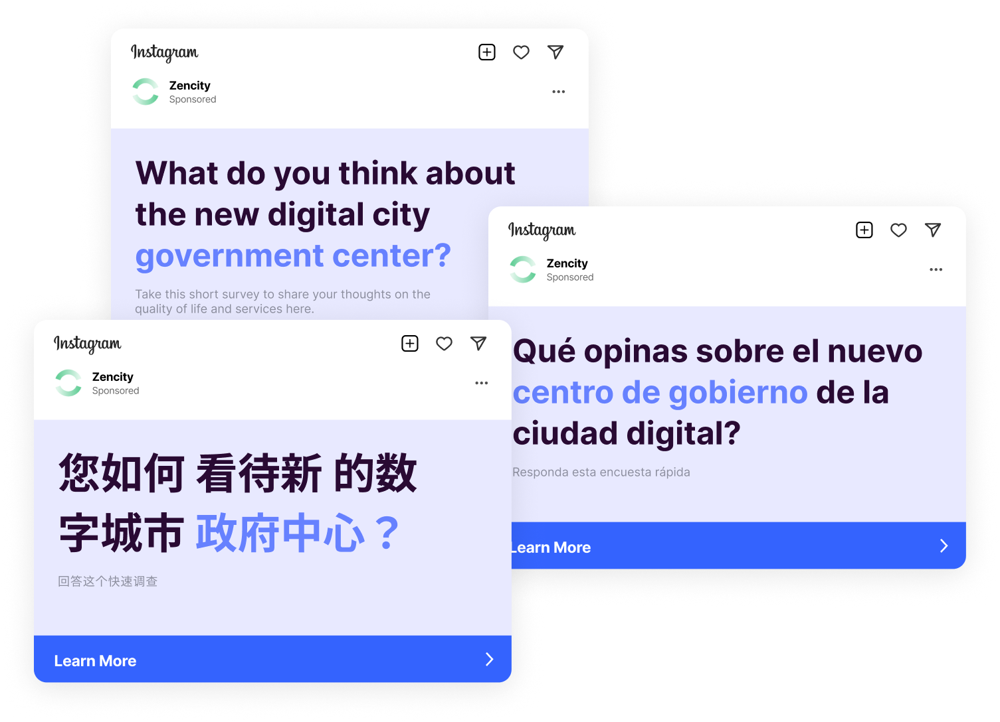 Instagram
Zencity
Sponsored
What do you think about
the new digital city
government center?
Take this short survey to share your thoughts on the
quality of life and services here.
Instagram
Zencity
Sponsored
Qué opinas sobre el nuevo
centro de gobierno de la
ciudad digital?
Responda esta encuesta rápida
Learn More
Instagram
Zencity
Sponsored
您如何 看待新 的数
字城市 政府中心？
回答这个快速调查
Learn More